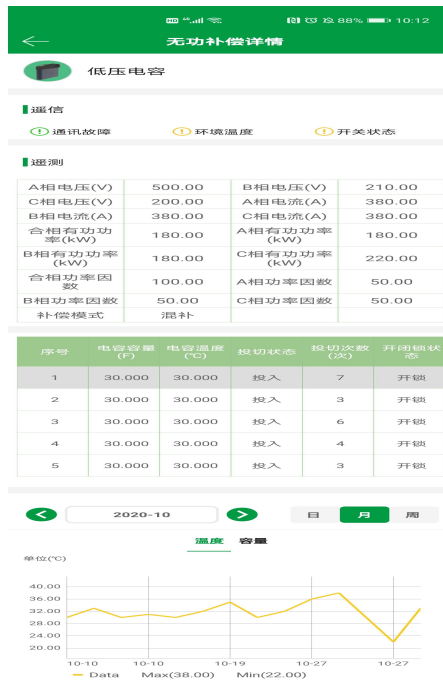 HD 4G 88% 10:12
无功补偿详情
低压电容
遥信
通讯故障 环境温度 开关状态
遥测
A相电压(V) 500.00 B相电压(V) 210.00
C相电压(V) 200.00 A相电流(A) 380.00
B相电流(A) 380.00 C相电流(A) 380.00
合相有功功率(kW) 180.00 A相有功功率(kW) 180.00
B相有功功率(kW) 180.00 C相有功功率(kW) 220.00
合相功率因数 100.00 A相功率因数 50.00
B相功率因数 50.00 C相功率因数 50.00
补偿模式 混补
序号 电容容量(F) 电容温度(℃) 投切状态 投切次数(次) 开闭锁状态
1 30.000 30.000 投入 7 开锁
2 30.000 30.000 投入 3 开锁
3 30.000 30.000 投入 6 开锁
4 30.000 30.000 投入 4 开锁
5 30.000 30.000 投入 3 开锁
2020-10 日 月 周
温度 容量
单位(℃)
40.00
36.00
32.00
28.00
24.00
20.00
10-10 10-10 10-19 10-27 10-27
Data Max(38.00) Min(22.00)